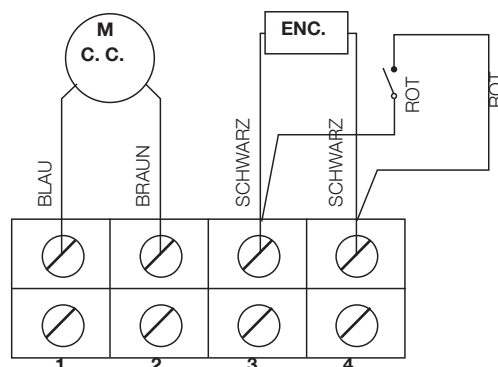 M
C. C.
ENC.
BLAU
BRAUN
SCHWARZ
SCHWARZ
ROT
ROT
1 2 3 4